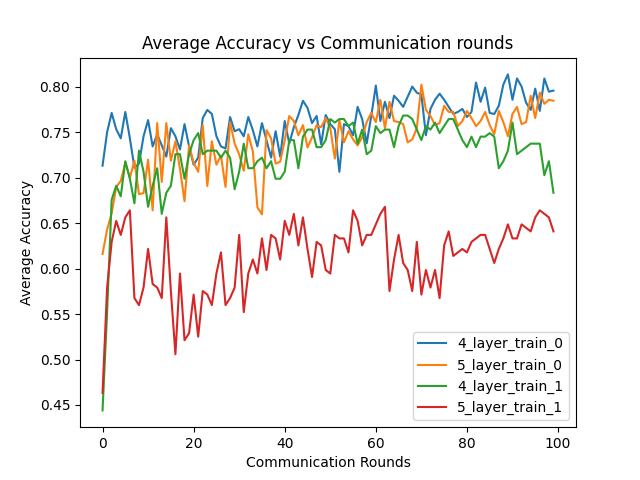 Average Accuracy vs Communication rounds
Average Accuracy
0.80
0.75
0.70
0.65
0.60
0.55
0.50
0.45
4_layer_train_0
5_layer_train_0
4_layer_train_1
5_layer_train_1
0 20 40 60 80 100
Communication Rounds